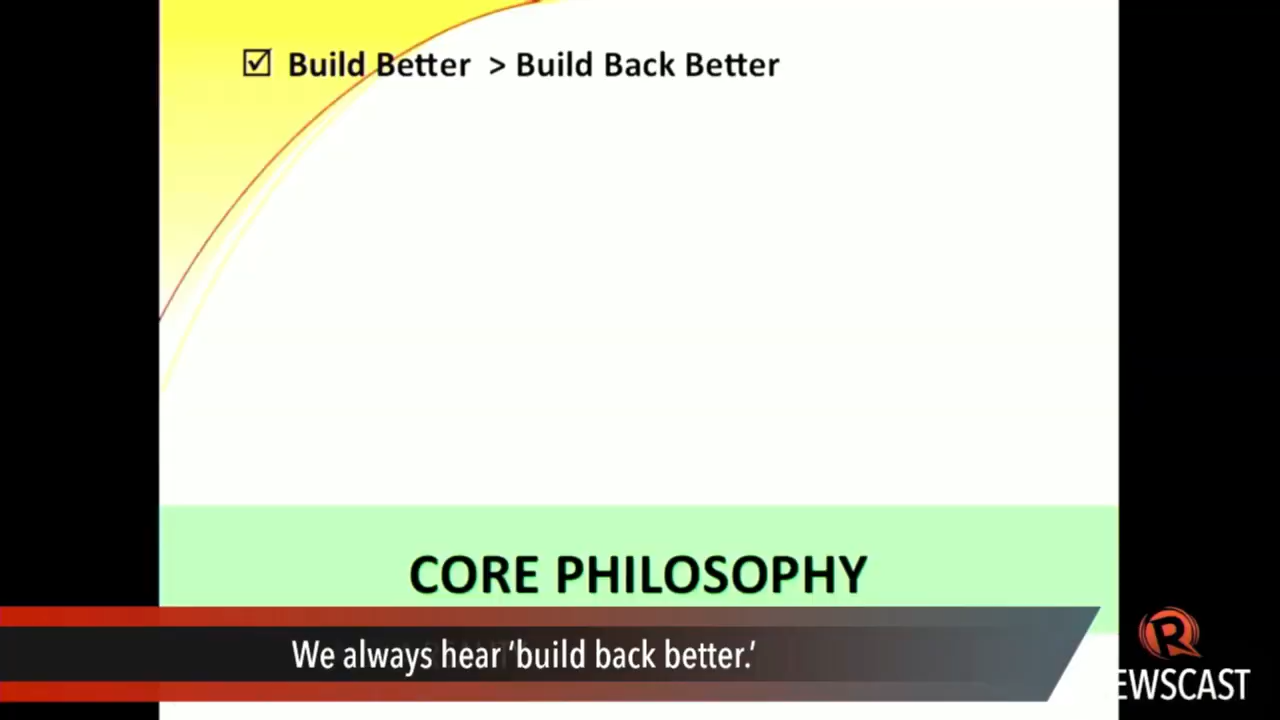 ☑ Build Better > Build Back Better
CORE PHILOSOPHY
We always hear ‘build back better.’
EWSCAST